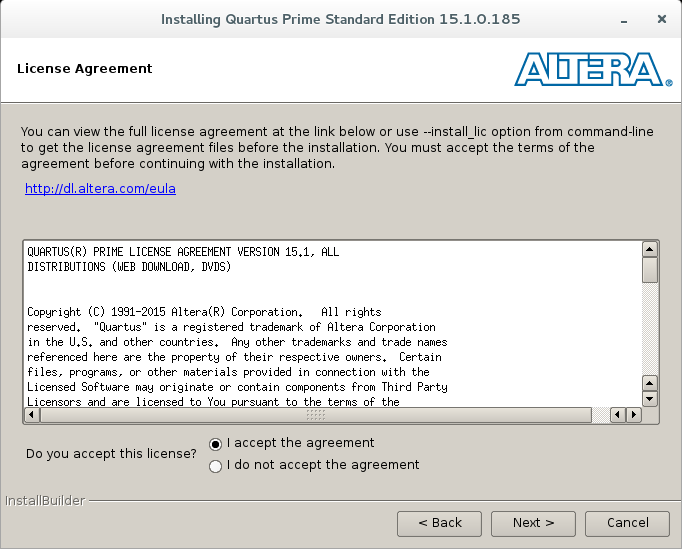 Installing Quartus Prime Standard Edition 15.1.0.185
License Agreement
ALTERA®
You can view the full license agreement at the link below or use --install_lic option from command-line
to get the license agreement files before the installation. You must accept the terms of the
agreement before continuing with the installation.
http://dl.altera.com/eula
QUARTUS(R) PRIME LICENSE AGREEMENT VERSION 15.1, ALL
DISTRIBUTIONS (WEB DOWNLOAD, DVDS)
Copyright (C) 1991-2015 Altera(R) Corporation.   All rights
reserved.  "Quartus" is a registered trademark of Altera Corporation
in the U.S. and other countries.  Any other trademarks and trade names
referenced here are the property of their respective owners.  Certain
files, programs, or other materials provided in connection with the
Licensed Software may originate or contain components from Third Party
Licensors and are licensed to You pursuant to the terms of the
Do you accept this license?
I accept the agreement
I do not accept the agreement
InstallBuilder
< Back
Next >
Cancel